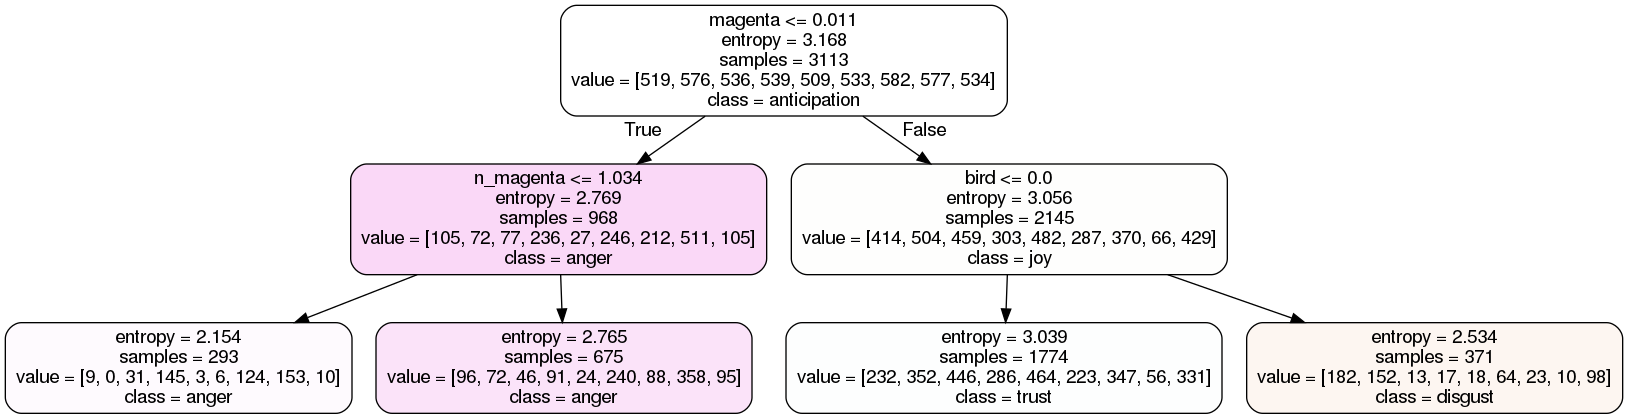 magenta <= 0.011
entropy = 3.168
samples = 3113
value = [519, 576, 536, 539, 509, 533, 582, 577, 534]
class = anticipation
True
False
n_magenta <= 1.034
entropy = 2.769
samples = 968
value = [105, 72, 77, 236, 27, 246, 212, 511, 105]
class = anger
bird <= 0.0
entropy = 3.056
samples = 2145
value = [414, 504, 459, 303, 482, 287, 370, 66, 429]
class = joy
entropy = 2.154
samples = 293
value = [9, 0, 31, 145, 3, 6, 124, 153, 10]
class = anger
entropy = 2.765
samples = 675
value = [96, 72, 46, 91, 24, 240, 88, 358, 95]
class = anger
entropy = 3.039
samples = 1774
value = [232, 352, 446, 286, 464, 223, 347, 56, 331]
class = trust
entropy = 2.534
samples = 371
value = [182, 152, 13, 17, 18, 64, 23, 10, 98]
class = disgust